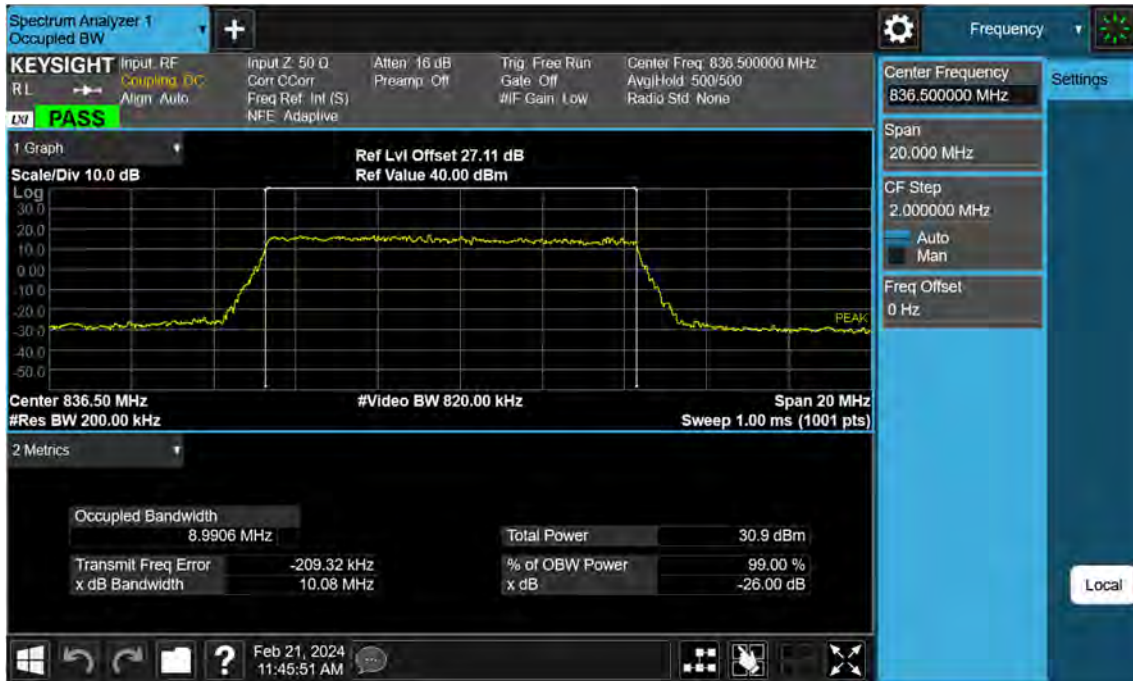 Spectrum Analyzer 1
Occupied BW
Frequency
KEYSIGHT
RL
LXI PASS
Input: RF
Coupling: DC
Align: Auto
Input Z: 50 Ω
Corr CCorr
Freq Ref: Int (S)
NFE: Adaptive
Atten: 16 dB
Preamp: Off
Trig: Free Run
Gate: Off
#IF Gain: Low
Center Freq: 836.500000 MHz
Avg|Hold: 500/500
Radio Std: None
Center Frequency
836.500000 MHz
Settings
Span
20.000 MHz
CF Step
2.000000 MHz
Auto
Man
Freq Offset
0 Hz
1 Graph
Scale/Div 10.0 dB
Ref Lvl Offset 27.11 dB
Ref Value 40.00 dBm
Log
30.0
20.0
10.0
0.00
-10.0
-20.0
-30.0
-40.0
-50.0
PEAK
Center 836.50 MHz
#Video BW 820.00 kHz
Span 20 MHz
#Res BW 200.00 kHz
Sweep 1.00 ms (1001 pts)
2 Metrics
Occupied Bandwidth
8.9906 MHz
Total Power 30.9 dBm
Transmit Freq Error -209.32 kHz
% of OBW Power 99.00 %
x dB Bandwidth 10.08 MHz
x dB -26.00 dB
Local
?
Feb 21, 2024
11:45:51 AM